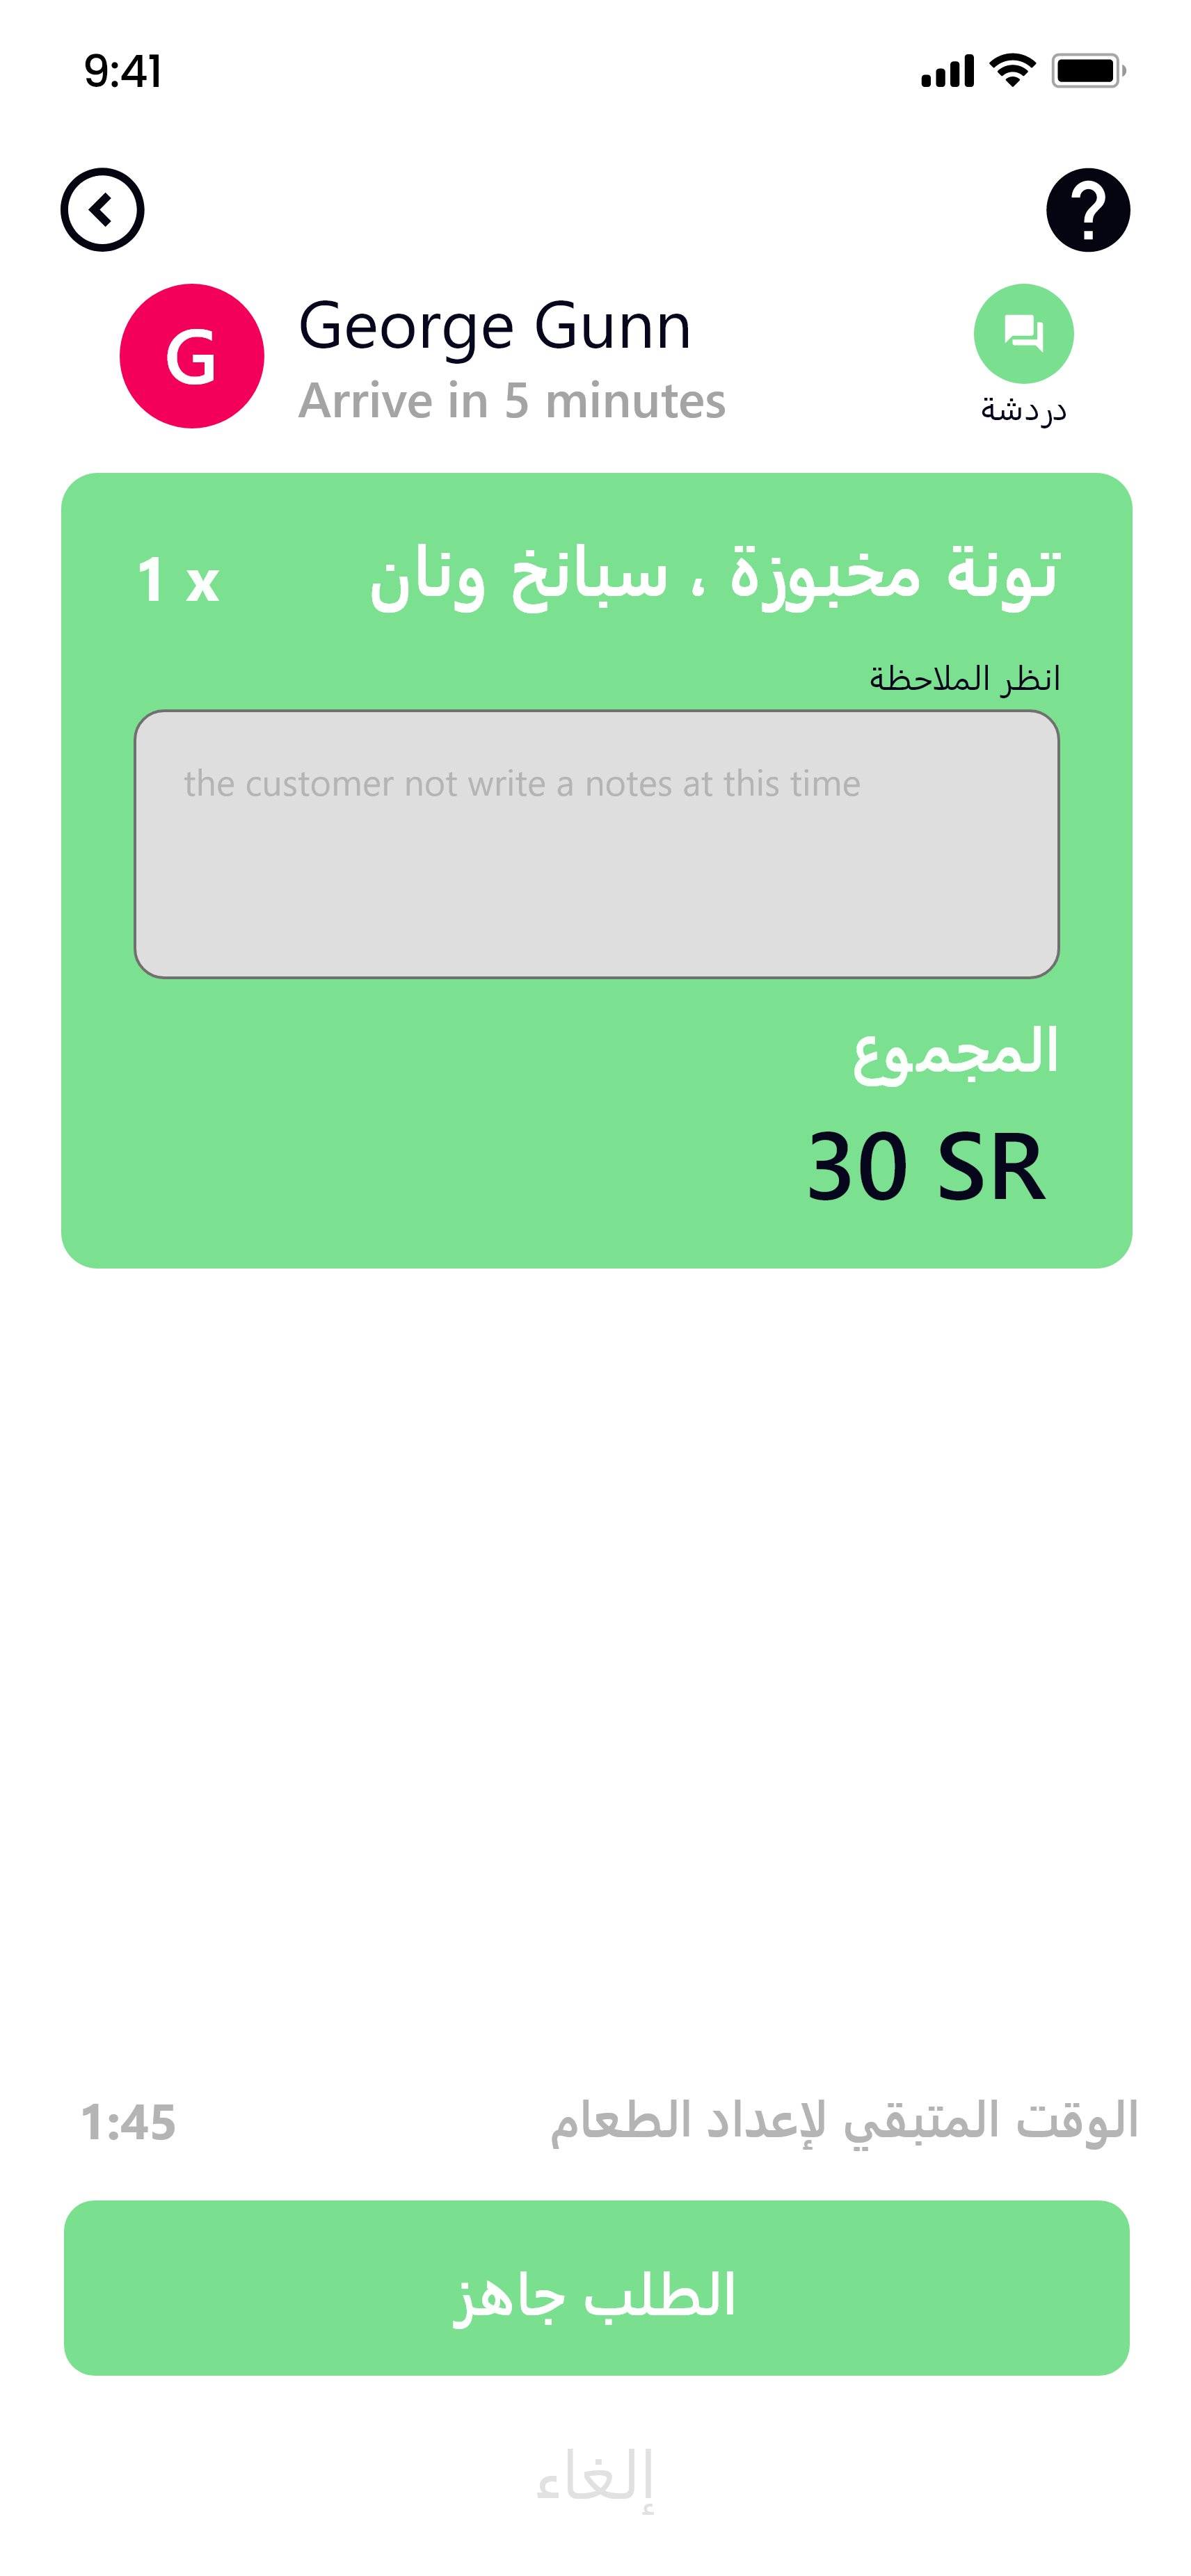 9:41
G
George Gunn
Arrive in 5 minutes
دردشة
تونة مخبوزة ، سبانخ ونان
1 x
انظر الملاحظة
the customer not write a notes at this time
المجموع
30 SR
الوقت المتبقي لإعداد الطعام
1:45
الطلب جاهز
إلغاء